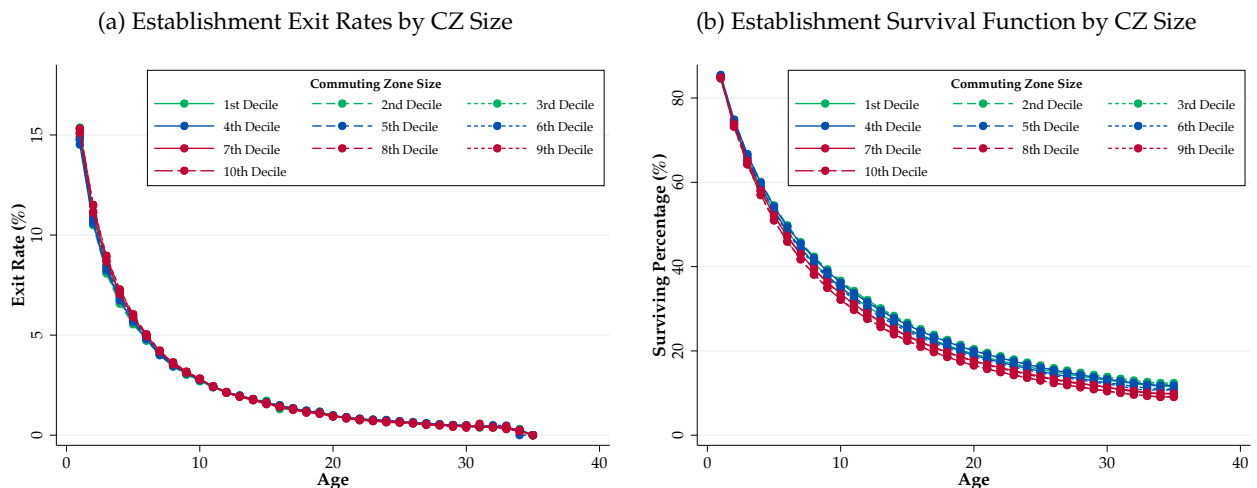 (a) Establishment Exit Rates by CZ Size
Commuting Zone Size
1st Decile 2nd Decile 3rd Decile
4th Decile 5th Decile 6th Decile
7th Decile 8th Decile 9th Decile
10th Decile
Exit Rate (%)
15
10
5
0
0 10 20 30 40
Age
(b) Establishment Survival Function by CZ Size
Commuting Zone Size
1st Decile 2nd Decile 3rd Decile
4th Decile 5th Decile 6th Decile
7th Decile 8th Decile 9th Decile
10th Decile
Surviving Percentage (%)
80
60
40
20
0
0 10 20 30 40
Age